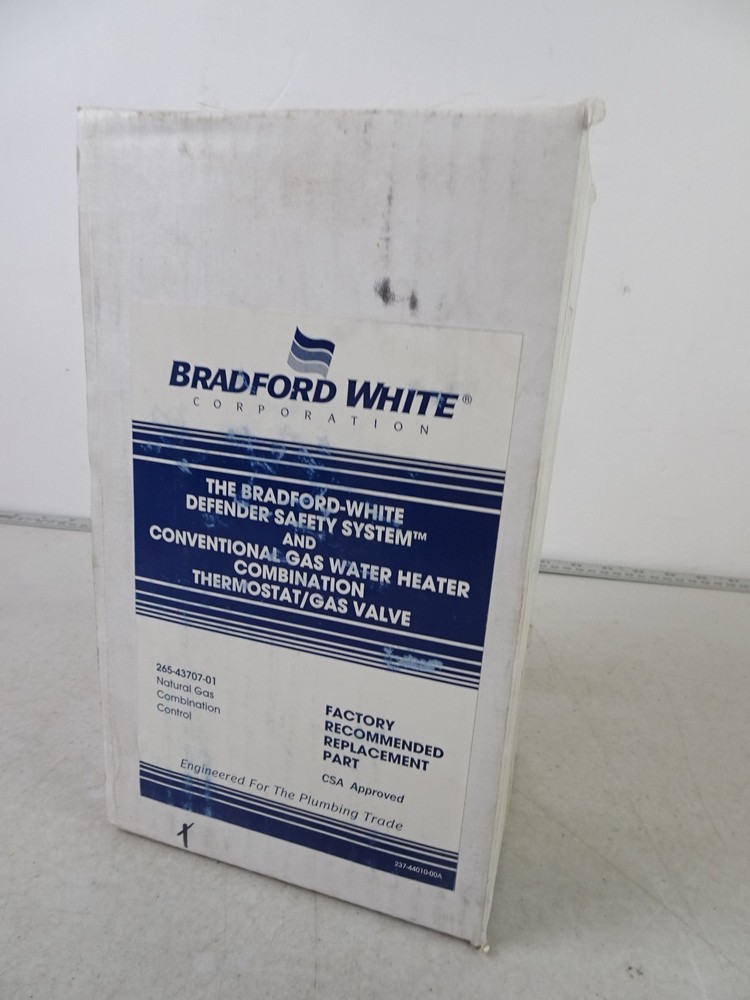 BRADFORD WHITE®
CORPORATION
THE BRADFORD-WHITE
DEFENDER SAFETY SYSTEM™
AND
CONVENTIONAL GAS WATER HEATER
COMBINATION
THERMOSTAT/GAS VALVE
265-43707-01
Natural Gas
Combination
Control
FACTORY
RECOMMENDED
REPLACEMENT
PART
CSA Approved
Engineered For The Plumbing Trade
237-44010-00A